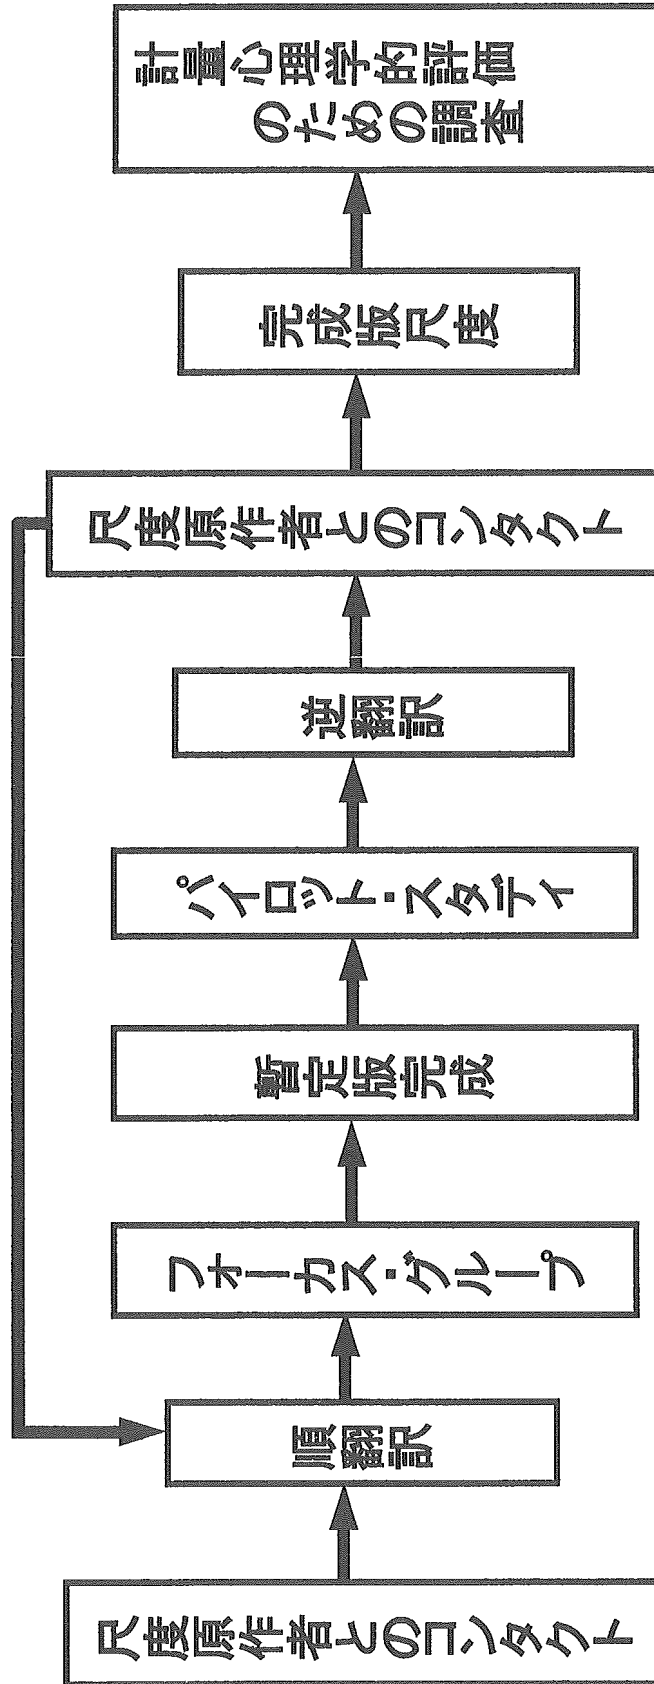 尺度原作者とのコンタクト
順翻訳
フォーカス・グループ
暫定版完成
パイロット・スタディ
逆翻訳
尺度原作者とのコンタクト
完成版尺度
計量心理学的評価
のための調査